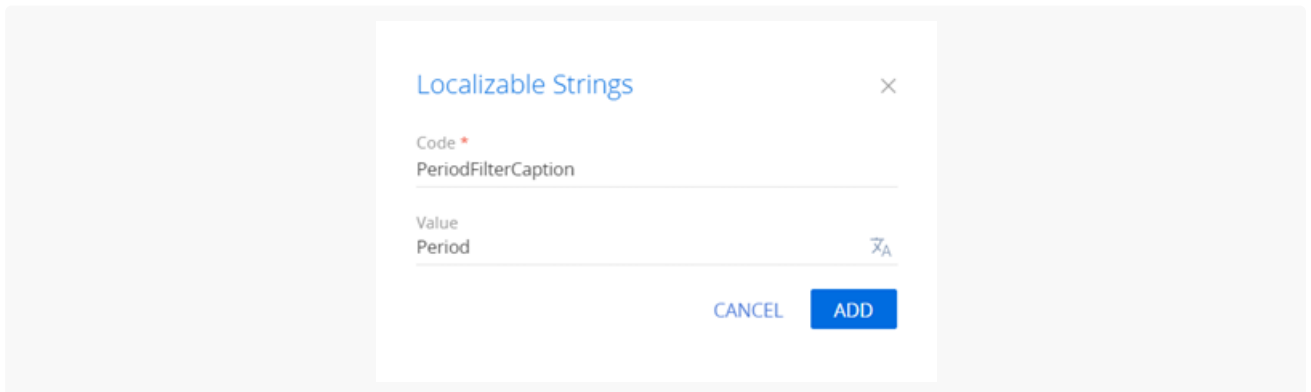 Localizable Strings
Code *
PeriodFilterCaption
Value
Period
CANCEL ADD